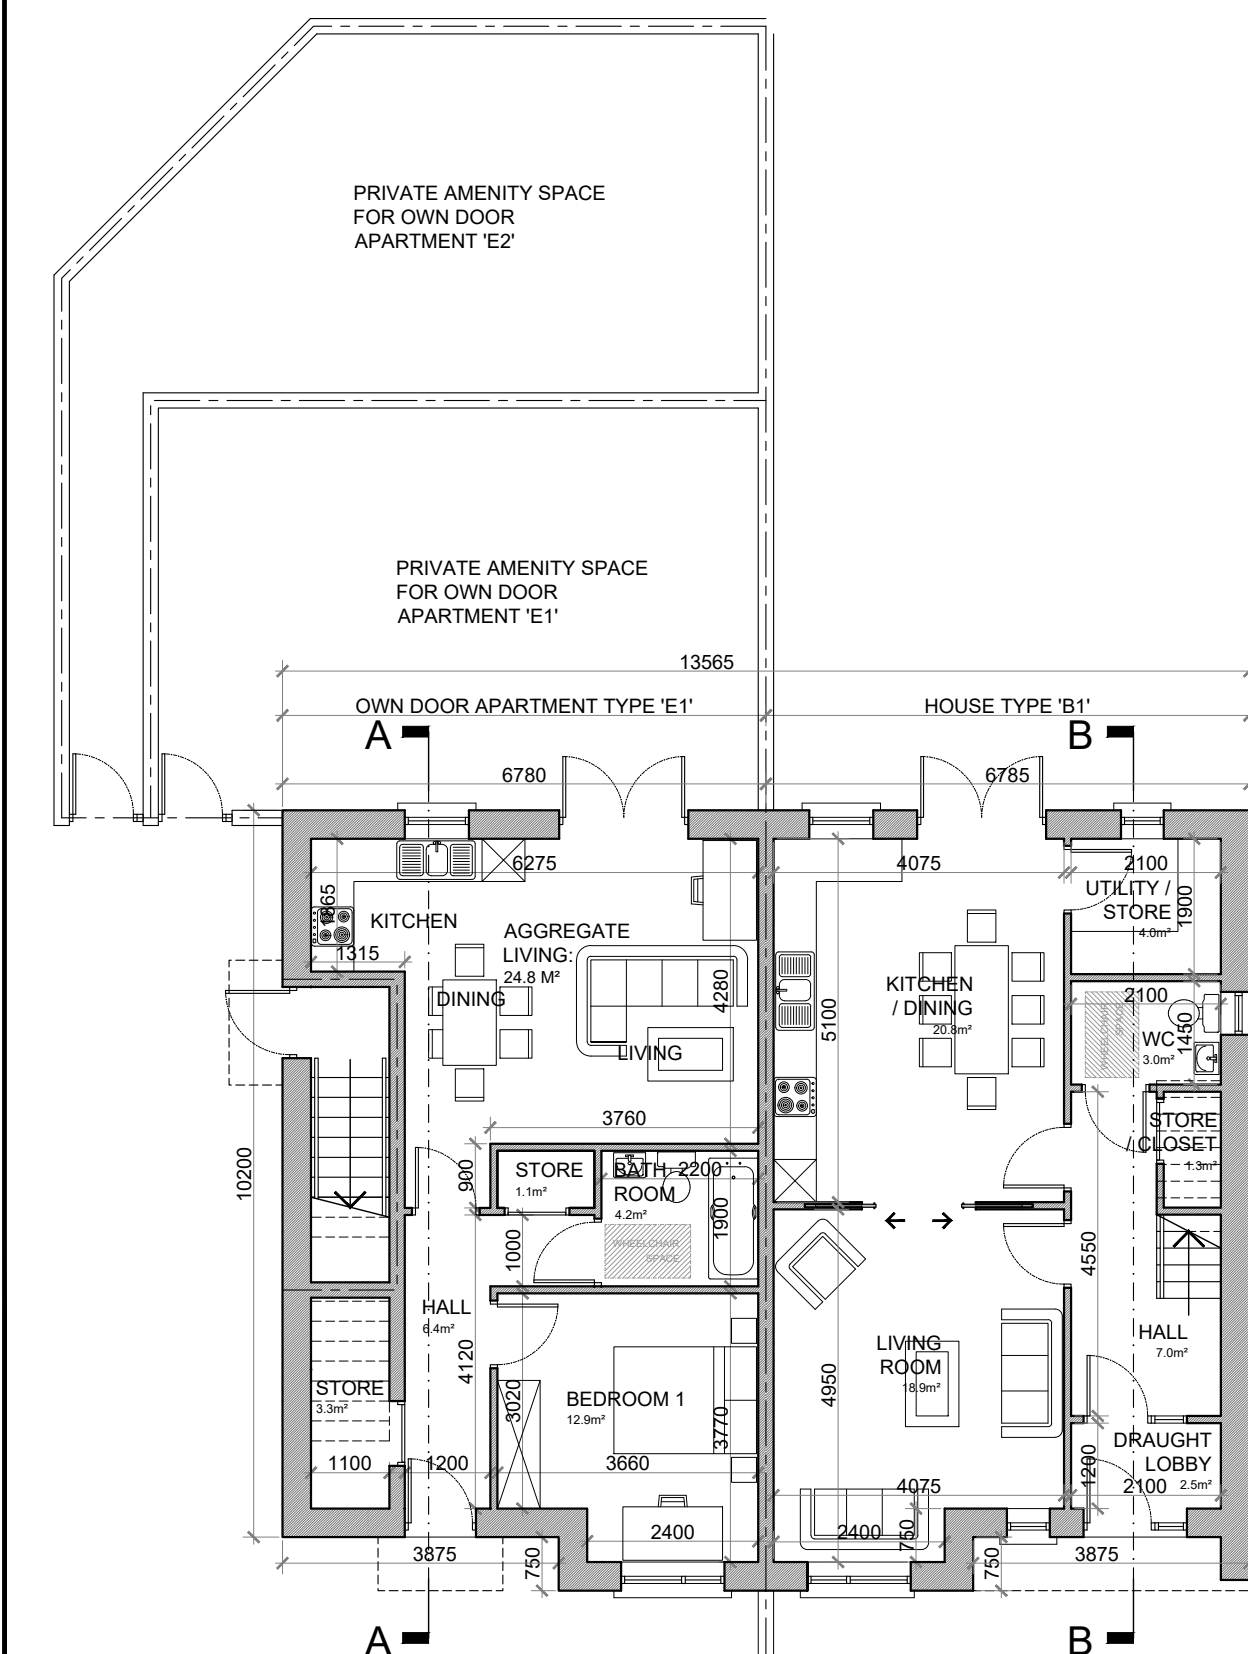 PRIVATE AMENITY SPACE
FOR OWN DOOR
APARTMENT 'E2'
PRIVATE AMENITY SPACE
FOR OWN DOOR
APARTMENT 'E1'
13565
OWN DOOR APARTMENT TYPE 'E1'
HOUSE TYPE 'B1'
A
B
6780
6785
6275
4075
2100
1865
KITCHEN
1315
AGGREGATE
LIVING:
24.8 M²
DINING
LIVING
4280
3760
UTILITY /
STORE
4.0m²
1900
KITCHEN
/ DINING
20.8m²
5100
2100
WHEELCHAIR
SPACE
WC
3.0m²
1450
STORE
/ CLOSET
1.3m²
10200
900
STORE
1.1m²
BATH
ROOM
4.2m²
2200
1900
WHEELCHAIR
SPACE
1000
HALL
6.4m²
4120
4550
HALL
7.0m²
LIVING
ROOM
18.9m²
4950
STORE
3.3m²
3020
BEDROOM 1
12.9m²
3770
1100
1200
3660
4075
DRAUGHT
LOBBY
2.5m²
1200
2100
3875
750
2400
2400
750
750
3875
A
B